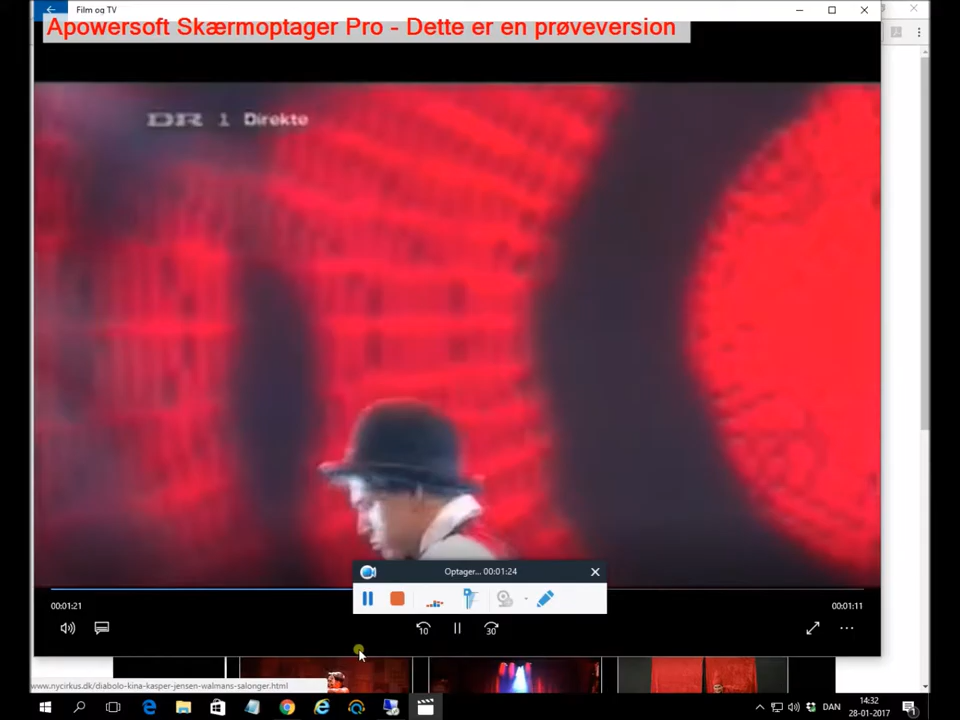 Film og TV
Apowersoft Skærmoptager Pro - Dette er en prøveversion
DR 1 Direkte
Optager... 00:01:24
00:01:21
00:01:11
10
30
www.nycirkus.dk/diabolo-kina-kasper-jensen-walmans-salonger.html
DAN
14:32
28-01-2017
1